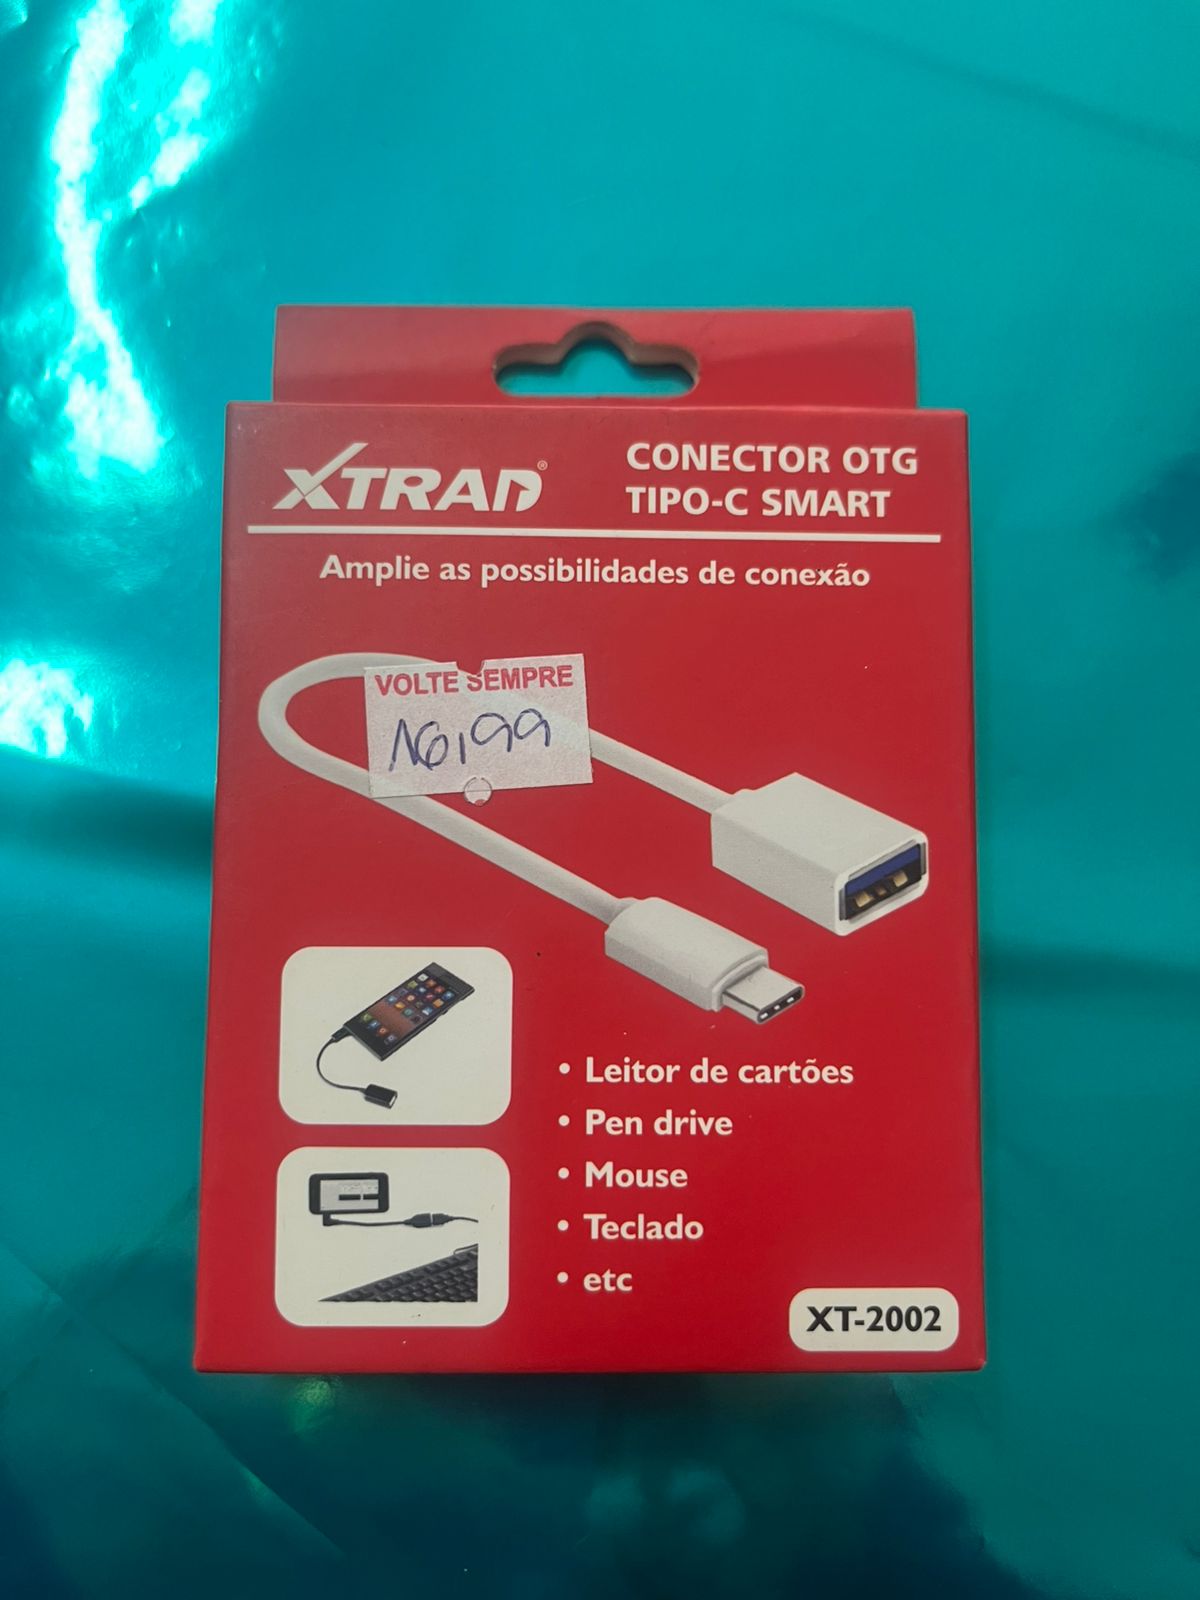 XTRAD®
CONECTOR OTG
TIPO-C SMART
Amplie as possibilidades de conexão
VOLTE SEMPRE
16,99
• Leitor de cartões
• Pen drive
• Mouse
• Teclado
• etc
XT-2002